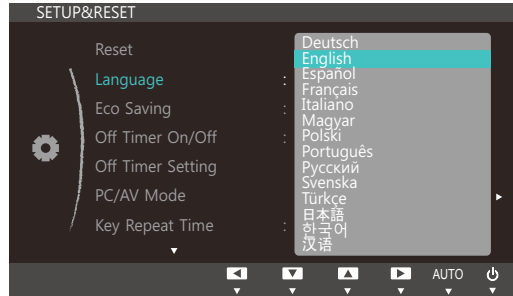 SETUP&RESET
Reset
Language :
Eco Saving :
Off Timer On/Off :
Off Timer Setting
PC/AV Mode
Key Repeat Time :
Deutsch
English
Español
Français
Italiano
Magyar
Polski
Português
Русский
Svenska
Türkçe
日本語
한국어
汉语
AUTO